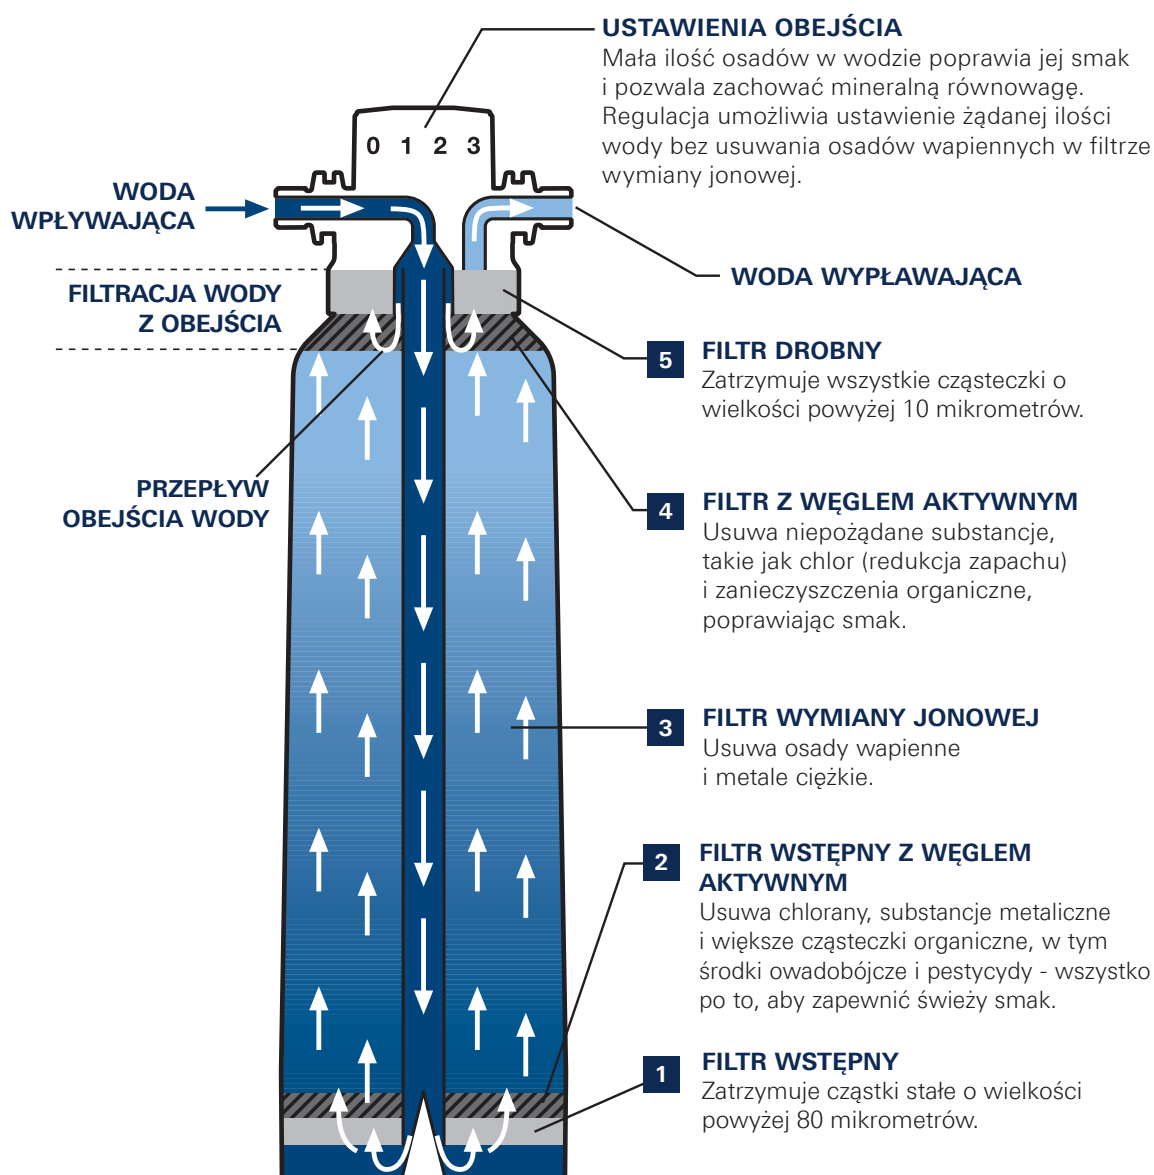 USTAWIENIA OBEJŚCIA
Mała ilość osadów w wodzie poprawia jej smak
i pozwala zachować mineralną równowagę.
Regulacja umożliwia ustawienie żądanej ilości
wody bez usuwania osadów wapiennych w filtrze
wymiany jonowej.
0 1 2 3
WODA
WPŁYWAJĄCA
WODA WYPŁAWAJĄCA
FILTRACJA WODY
Z OBEJŚCIA
5
FILTR DROBNY
Zatrzymuje wszystkie cząsteczki o
wielkości powyżej 10 mikrometrów.
PRZEPŁYW
OBEJŚCIA WODY
4
FILTR Z WĘGLEM AKTYWNYM
Usuwa niepożądane substancje,
takie jak chlor (redukcja zapachu)
i zanieczyszczenia organiczne,
poprawiając smak.
3
FILTR WYMIANY JONOWEJ
Usuwa osady wapienne
i metale ciężkie.
2
FILTR WSTĘPNY Z WĘGLEM
AKTYWNYM
Usuwa chlorany, substancje metaliczne
i większe cząsteczki organiczne, w tym
środki owadobójcze i pestycydy - wszystko
po to, aby zapewnić świeży smak.
1
FILTR WSTĘPNY
Zatrzymuje cząstki stałe o wielkości
powyżej 80 mikrometrów.